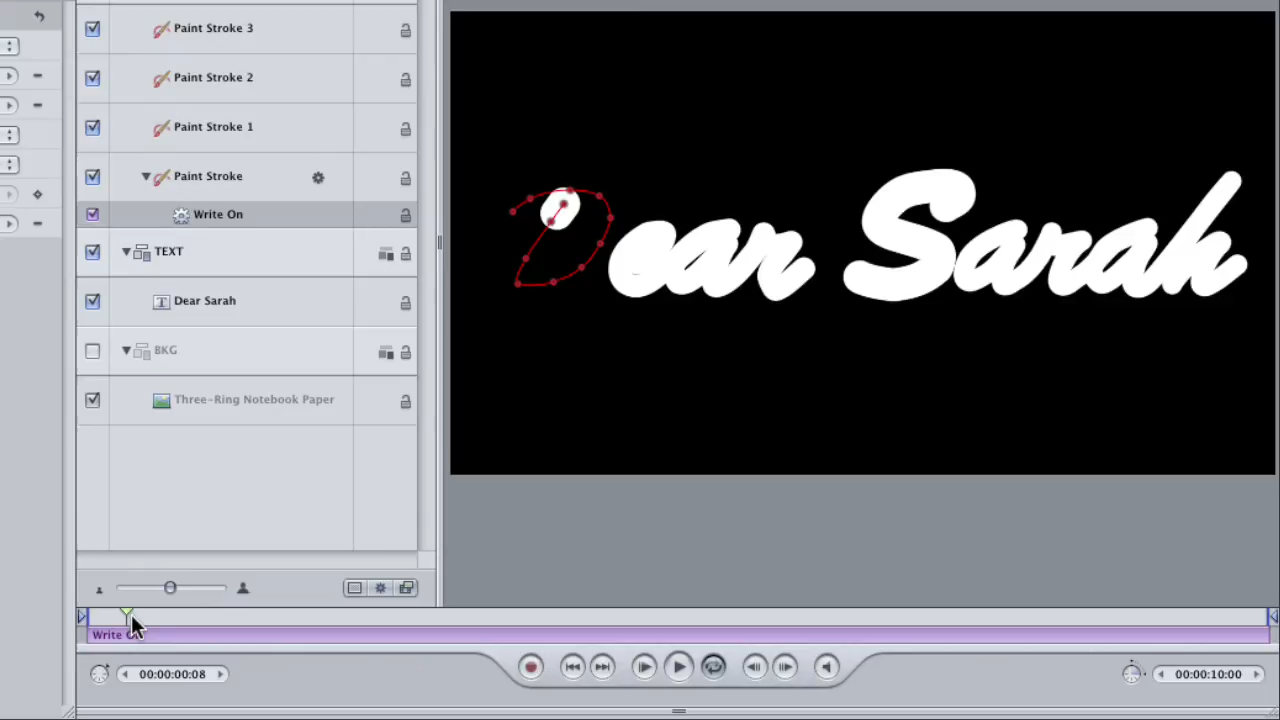 Paint Stroke 3
Paint Stroke 2
Paint Stroke 1
Paint Stroke
Write On
TEXT
T Dear Sarah
BKG
Three-Ring Notebook Paper
ear Sarah
Write
00:00:00:08
00:00:10:00